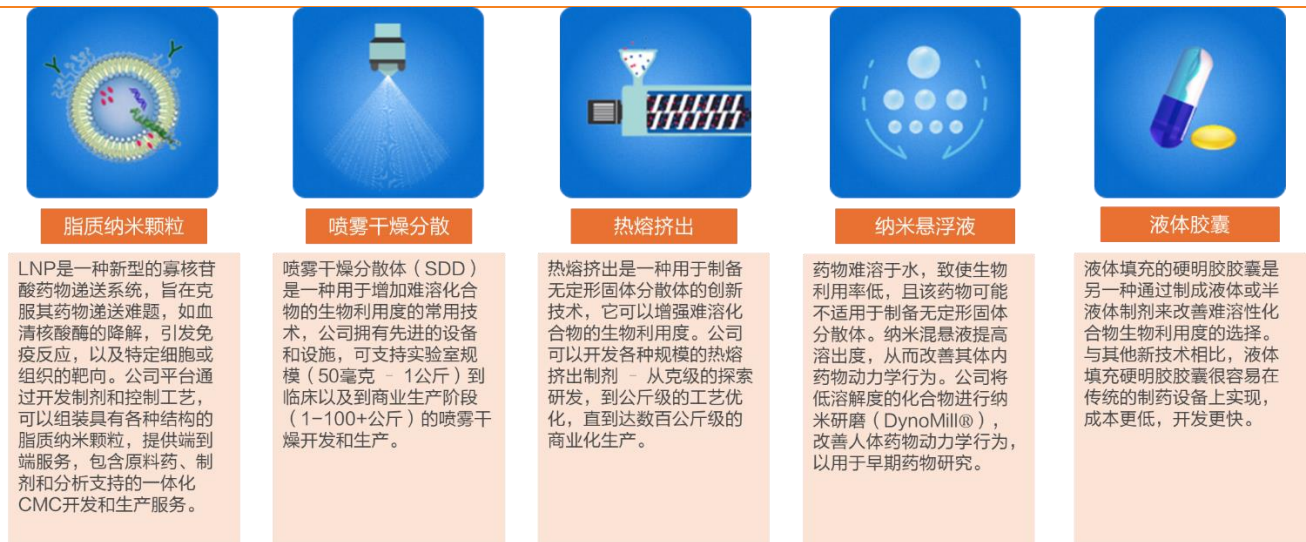 脂质纳米颗粒
LNP是一种新型的寡核苷
酸药物递送系统，旨在克
服其药物递送难题，如血
清核酸酶的降解，引发免
疫反应，以及特定细胞或
组织的靶向。公司平台通
过开发制剂和控制工艺，
可以组装具有各种结构的
脂质纳米颗粒，提供端到
端服务，包含原料药、制
剂和分析支持的一体化
CMC开发和生产服务。
喷雾干燥分散
喷雾干燥分散体（SDD）
是一种用于增加难溶化合
物的生物利用度的常用技
术，公司拥有先进的设备
和设施，可支持实验室规
模（50毫克 – 1公斤）到
临床以及到商业生产阶段
（1-100+公斤）的喷雾干
燥开发和生产。
热熔挤出
热熔挤出是一种用于制备
无定形固体分散体的创新
技术，它可以增强难溶化
合物的生物利用度。公司
可以开发各种规模的热熔
挤出制剂 – 从克级的探索
研发，到公斤级的工艺优
化，直到达数百公斤级的
商业化生产。
纳米悬浮液
药物难溶于水，致使生物
利用率低，且该药物可能
不适用于制备无定形固体
分散体。纳米混悬液提高
溶出度，从而改善其体内
药物动力学行为。公司将
低溶解度的化合物进行纳
米研磨（DynoMill®），
改善人体药物动力学行为，
以用于早期药物研究。
液体胶囊
液体填充的硬明胶胶囊是
另一种通过制成液体或半
液体制剂来改善难溶性化
合物生物利用度的选择。
与其他新技术相比，液体
填充硬明胶胶囊很容易在
传统的制药设备上实现，
成本更低，开发更快。